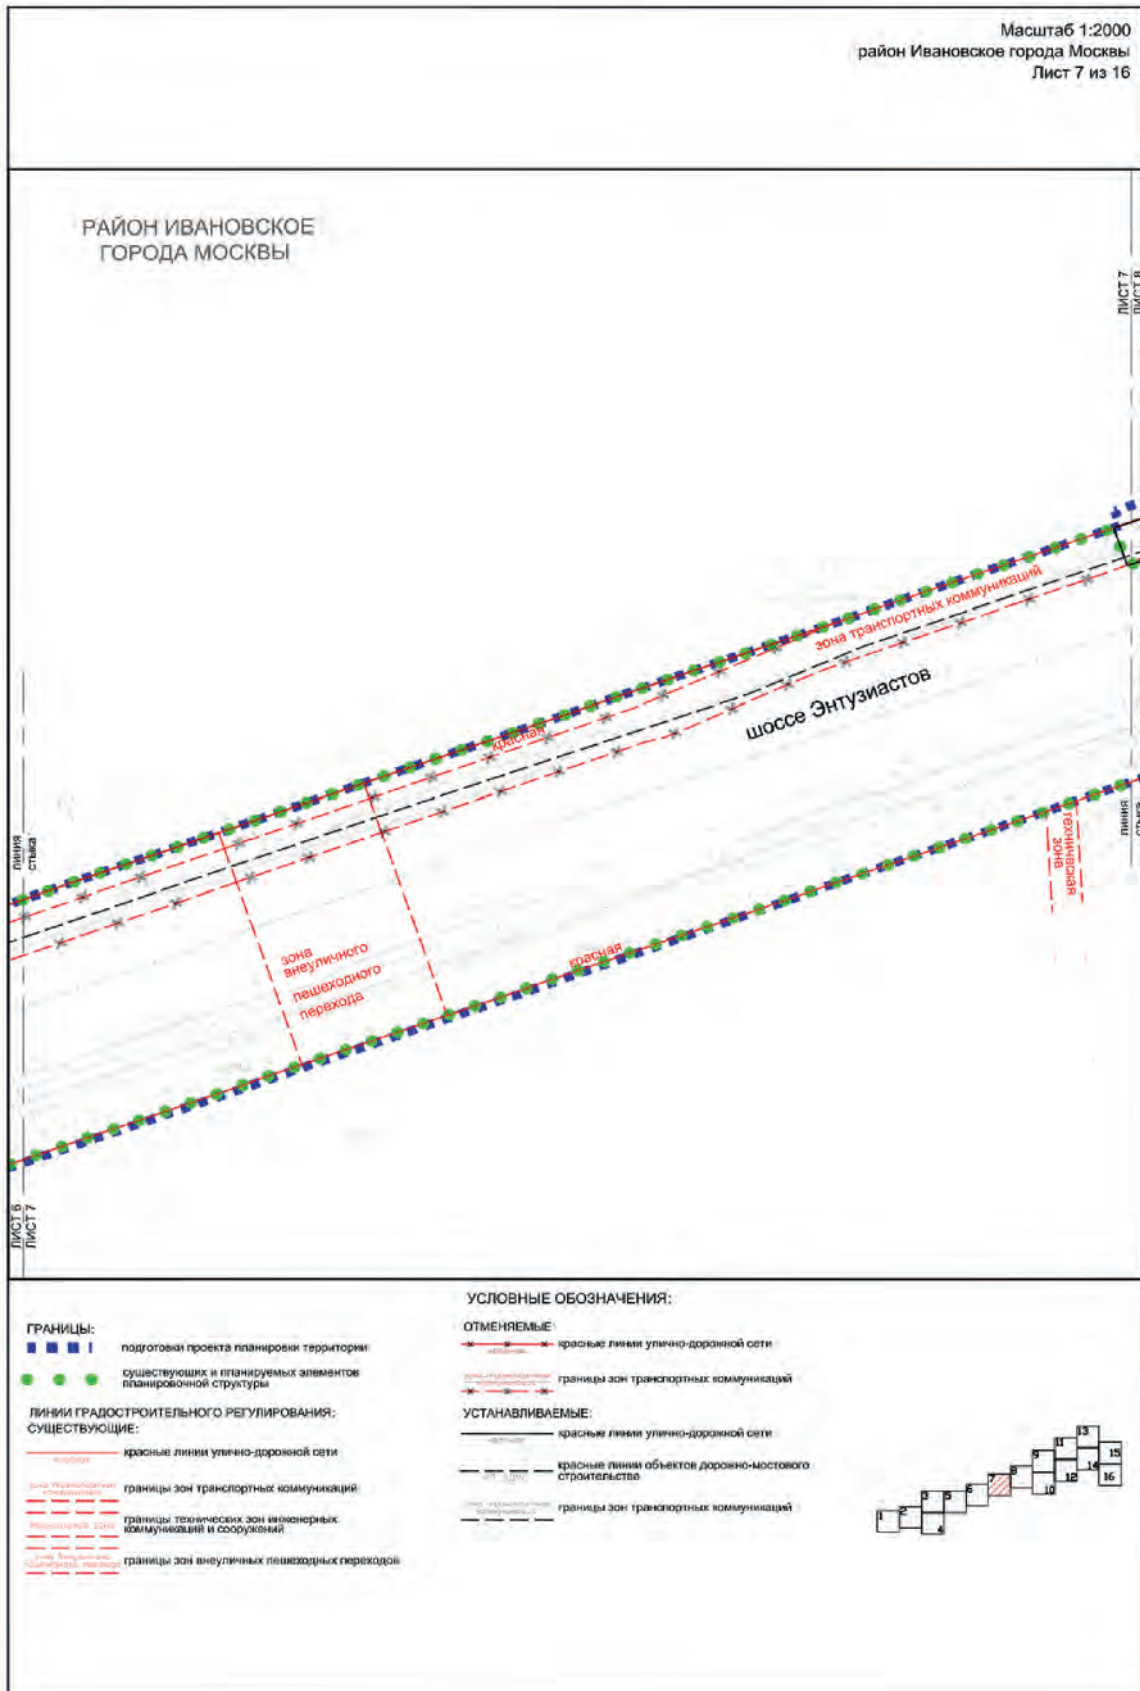 Масштаб 1:2000
район Ивановское города Москвы
Лист 7 из 16
РАЙОН ИВАНОВСКОЕ
ГОРОДА МОСКВЫ
ЛИСТ 7
ЛИСТ 8
зона транспортных коммуникаций
шоссе Энтузиастов
красная
линия
стыка
линия
стыка
техническая
зона
зона
внеуличного
пешеходного
перехода
красная
ЛИСТ 6
ЛИСТ 7
УСЛОВНЫЕ ОБОЗНАЧЕНИЯ:
ГРАНИЦЫ:
подготовки проекта планировки территории
существующих и планируемых элементов
планировочной структуры
ЛИНИИ ГРАДОСТРОИТЕЛЬНОГО РЕГУЛИРОВАНИЯ:
СУЩЕСТВУЮЩИЕ:
красные линии улично-дорожной сети
границы зон транспортных коммуникаций
границы технических зон инженерных
коммуникаций и сооружений
границы зон внеуличных пешеходных переходов
ОТМЕНЯЕМЫЕ
красные линии улично-дорожной сети
границы зон транспортных коммуникаций
УСТАНАВЛИВАЕМЫЕ:
красные линии улично-дорожной сети
красные линии объектов дорожно-мостового
строительства
границы зон транспортных коммуникаций
1
2
3
4
5
6
7
8
9
10
11
12
13
14
15
16